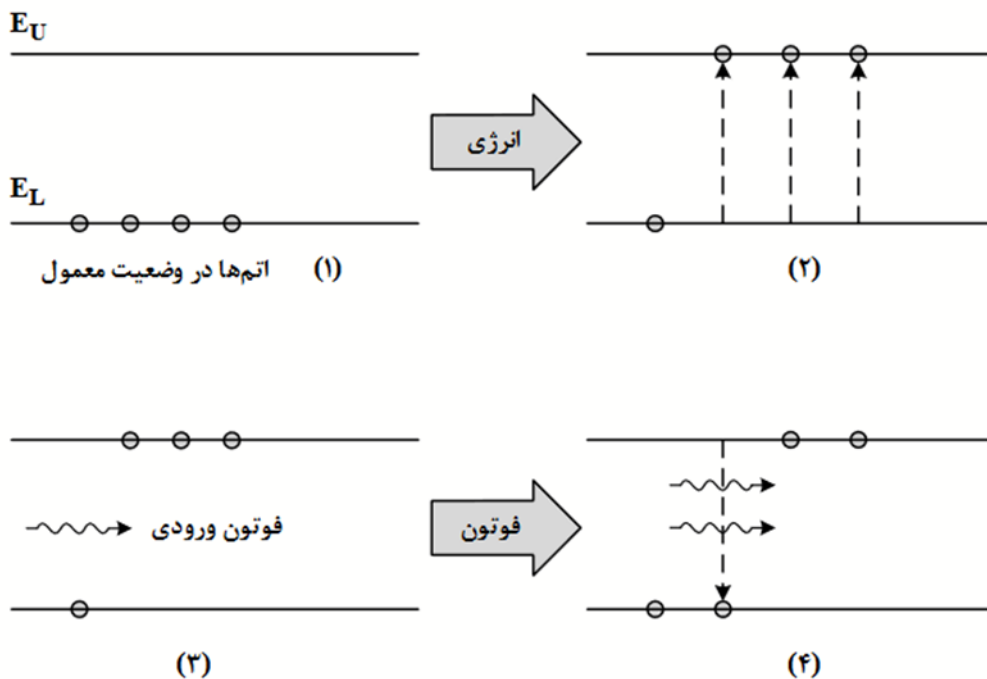 E_U
انرژی
E_L
(۱) اتم‌ها در وضعیت معمول
(۲)
فوتون ورودی
فوتون
(۳)
(۴)